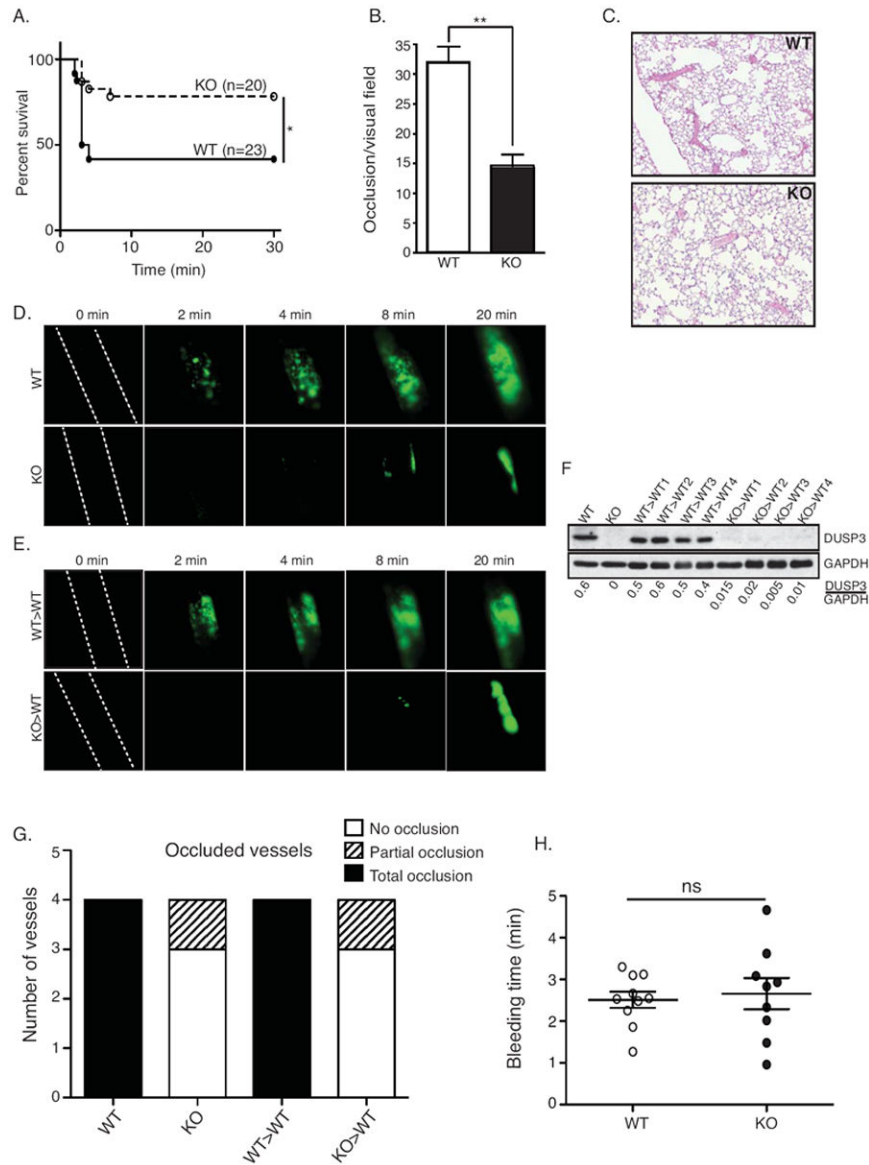 A.
Percent suvival
100
50
0
KO (n=20)
WT (n=23)
*
0 10 20 30
Time (min)
B.
**
Occlusion/visual field
35
30
25
20
15
10
5
0
WT KO
C.
WT
KO
D.
0 min 2 min 4 min 8 min 20 min
WT
KO
E.
0 min 2 min 4 min 8 min 20 min
WT>WT
KO>WT
F
WT KO WT>WT1 WT>WT2 WT>WT3 WT>WT4 KO>WT1 KO>WT2 KO>WT3 KO>WT4
DUSP3
GAPDH
0.6 0 0.5 0.6 0.5 0.4 0.015 0.02 0.005 0.01
DUSP3
GAPDH
G.
Occluded vessels
No occlusion
Partial occlusion
Total occlusion
Number of vessels
5
4
3
2
1
0
WT KO WT>WT KO>WT
H.
ns
Bleeding time (min)
5
4
3
2
1
0
WT KO